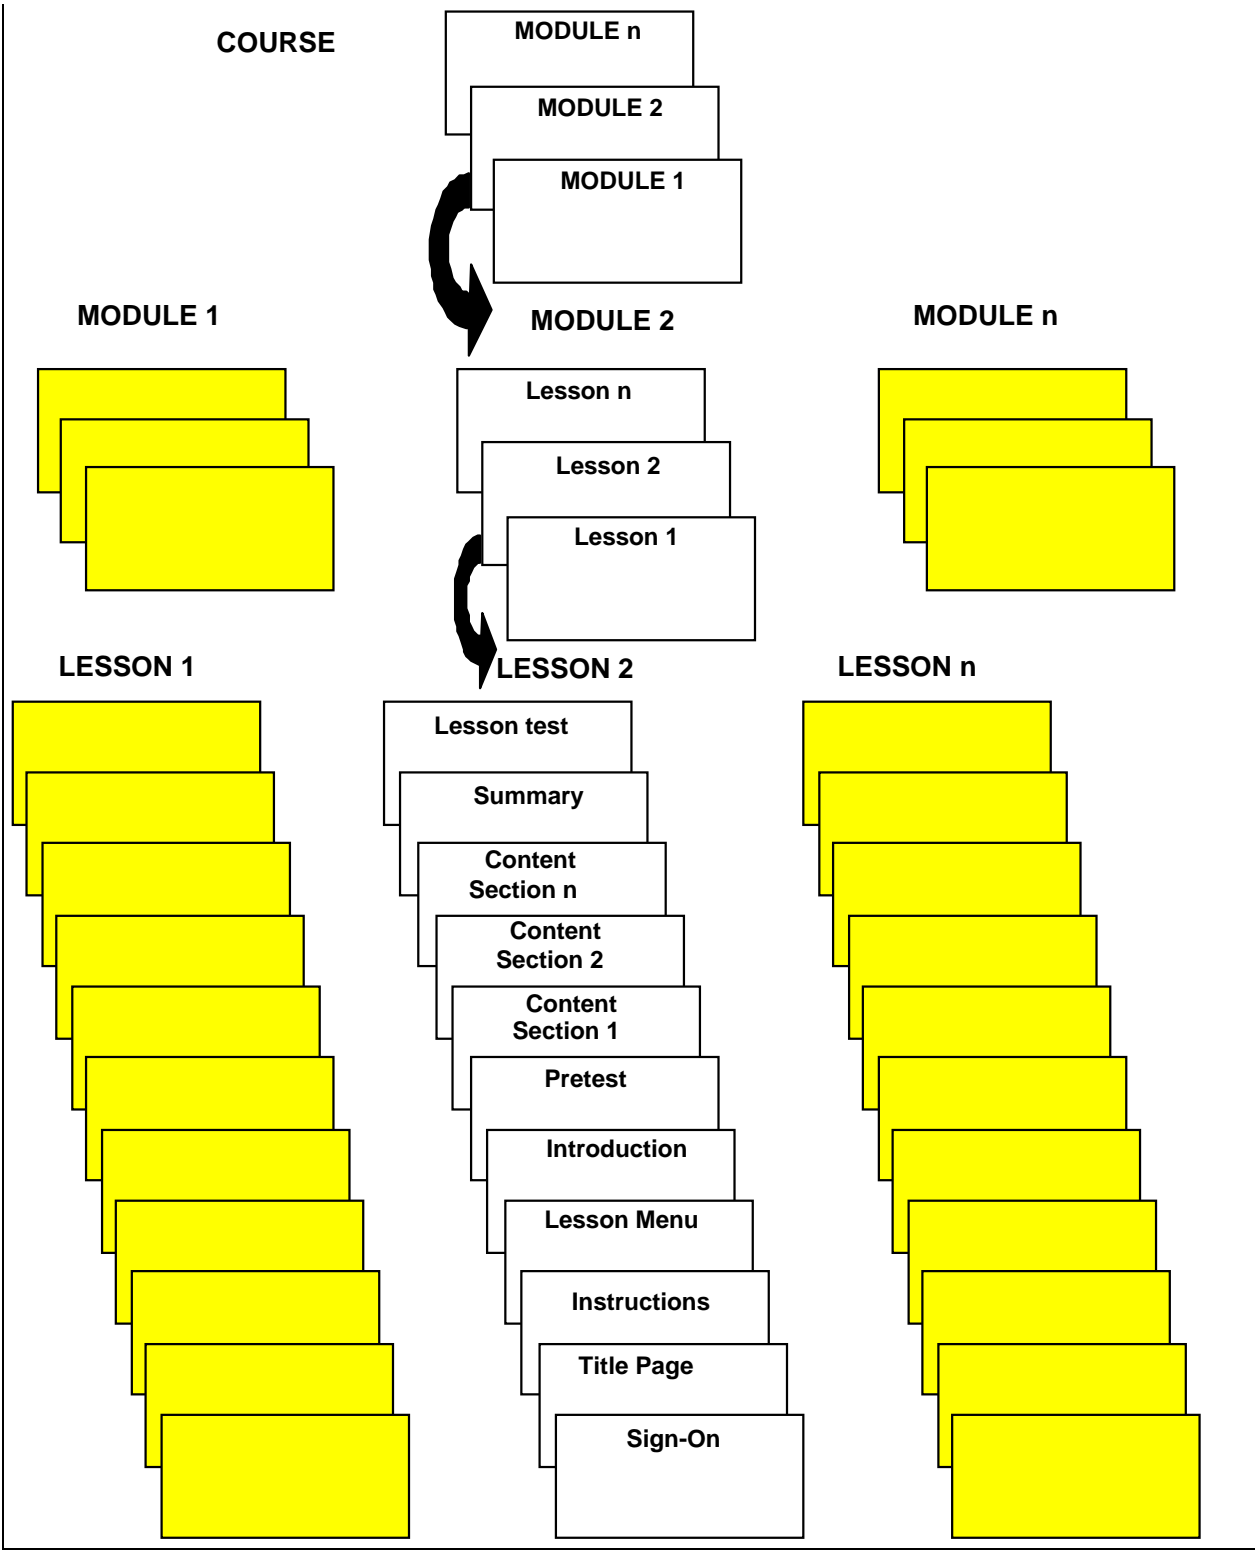 COURSE
MODULE n
MODULE 2
MODULE 1
MODULE 1
MODULE 2
MODULE n
Lesson n
Lesson 2
Lesson 1
LESSON 1
LESSON 2
LESSON n
Lesson test
Summary
Content
Section n
Content
Section 2
Content
Section 1
Pretest
Introduction
Lesson Menu
Instructions
Title Page
Sign-On